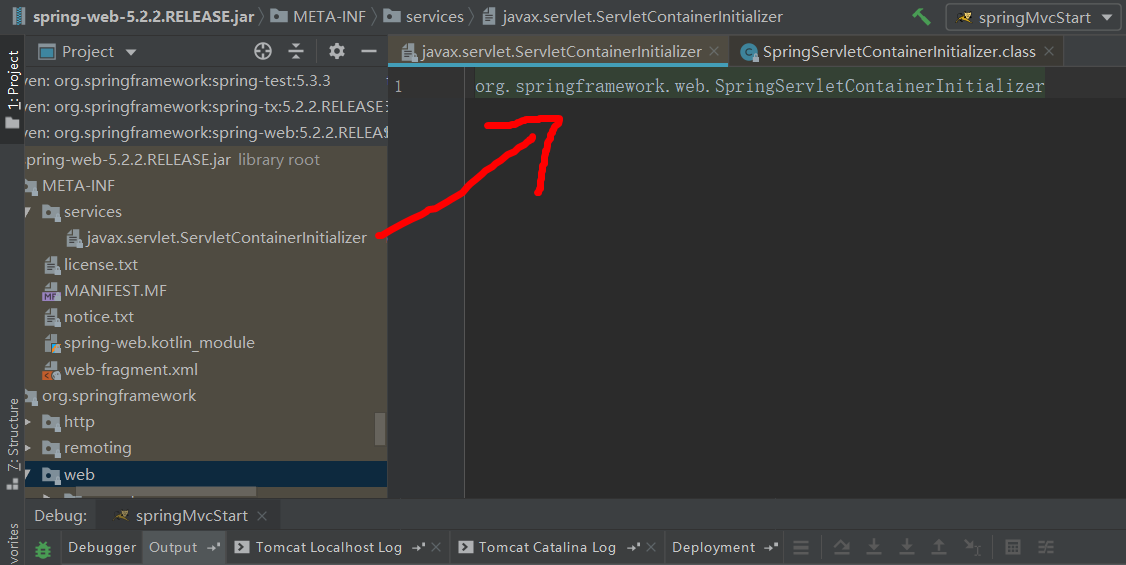 spring-web-5.2.2.RELEASE.jar META-INF services javax.servlet.ServletContainerInitializer springMvcStart
1: Project
Project
javax.servlet.ServletContainerInitializer
SpringServletContainerInitializer.class
1 org.springframework.web.SpringServletContainerInitializer
ven: org.springframework:spring-test:5.3.3
ven: org.springframework:spring-tx:5.2.2.RELEASE
ven: org.springframework:spring-web:5.2.2.RELEA
pring-web-5.2.2.RELEASE.jar library root
META-INF
services
javax.servlet.ServletContainerInitializer
license.txt
MANIFEST.MF
notice.txt
spring-web.kotlin_module
web-fragment.xml
org.springframework
http
remoting
web
Z: Structure
vorites
Debug: springMvcStart
Debugger Output Tomcat Localhost Log Tomcat Catalina Log Deployment